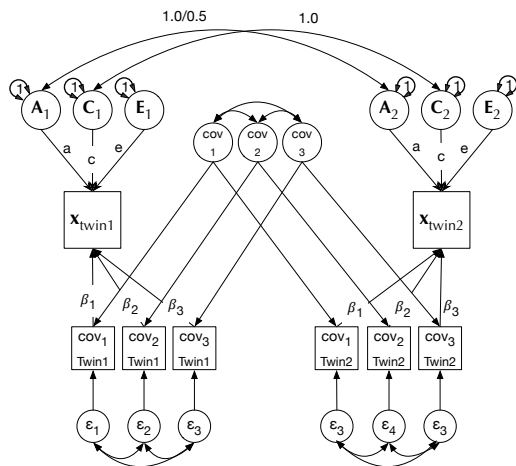 1.0/0.5
1.0
1 1 1 1 1 1
A1 C1 E1 A2 C2 E2
cov 1 cov 2 cov 3
a c e a c e
xtwin1 xtwin2
β1 β2 β3 β1 β2 β3
cov1 cov2 cov3 cov1 cov2 cov3
Twin1 Twin1 Twin1 Twin2 Twin2 Twin2
ε1 ε2 ε3 ε3 ε4 ε3